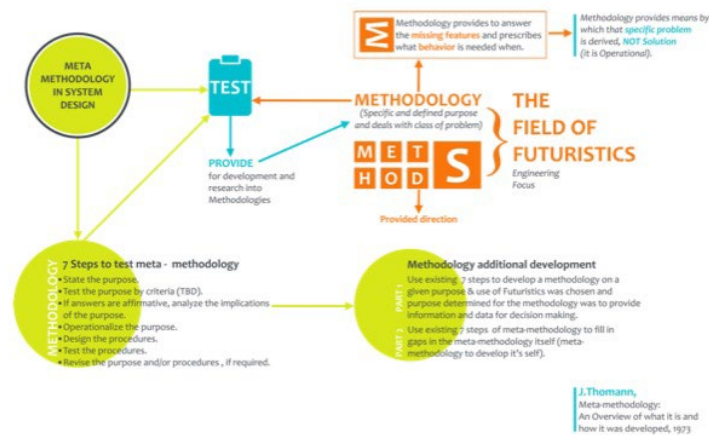 META
METHODOLOGY
IN SYSTEM
DESIGN
TEST
PROVIDE
for development and
research into
Methodologies
M
Methodology provides to answer
the missing features and prescribes
what behavior is needed when.
Methodology provides means by
which that specific problem
is derived, NOT Solution
(it is Operational).
METHODOLOGY
(Specific and defined purpose
and deals with class of problem)
MET
HOD
S
Provided direction
THE
FIELD OF
FUTURISTICS
Engineering
Focus
METHODOLOGY
7 Steps to test meta - methodology
• State the purpose.
• Test the purpose by criteria (TBD).
• If answers are affirmative, analyze the implications
of the purpose.
• Operationalize the purpose.
• Design the procedures.
• Test the procedures.
• Revise the purpose and/or procedures , if required.
Methodology additional development
PART 1
Use existing 7 steps to develop a methodology on a
given purpose & use of Futuristics was chosen and
purpose determined for the methodology was to provide
information and data for decision making.
PART 2
Use existing 7 steps of meta-methodology to fill in
gaps in the meta-methodology itself (meta-
methodology to develop it's self).
J.Thomann,
Meta-methodology:
An Overview of what it is and
how it was developed, 1973